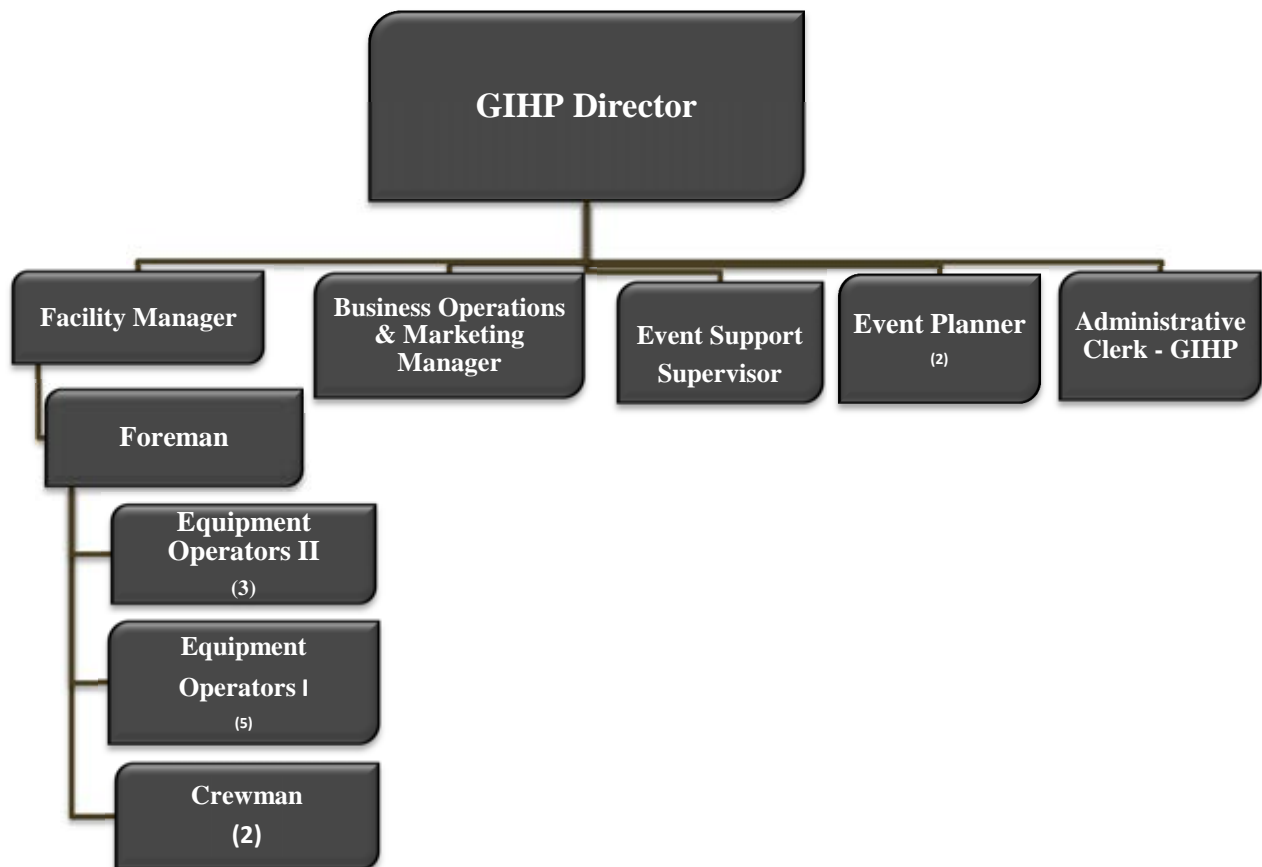 GIHP Director
Facility Manager
Business Operations
& Marketing
Manager
Event Support
Supervisor
Event Planner
(2)
Administrative
Clerk - GIHP
Foreman
Equipment
Operators II
(3)
Equipment
Operators I
(5)
Crewman
(2)